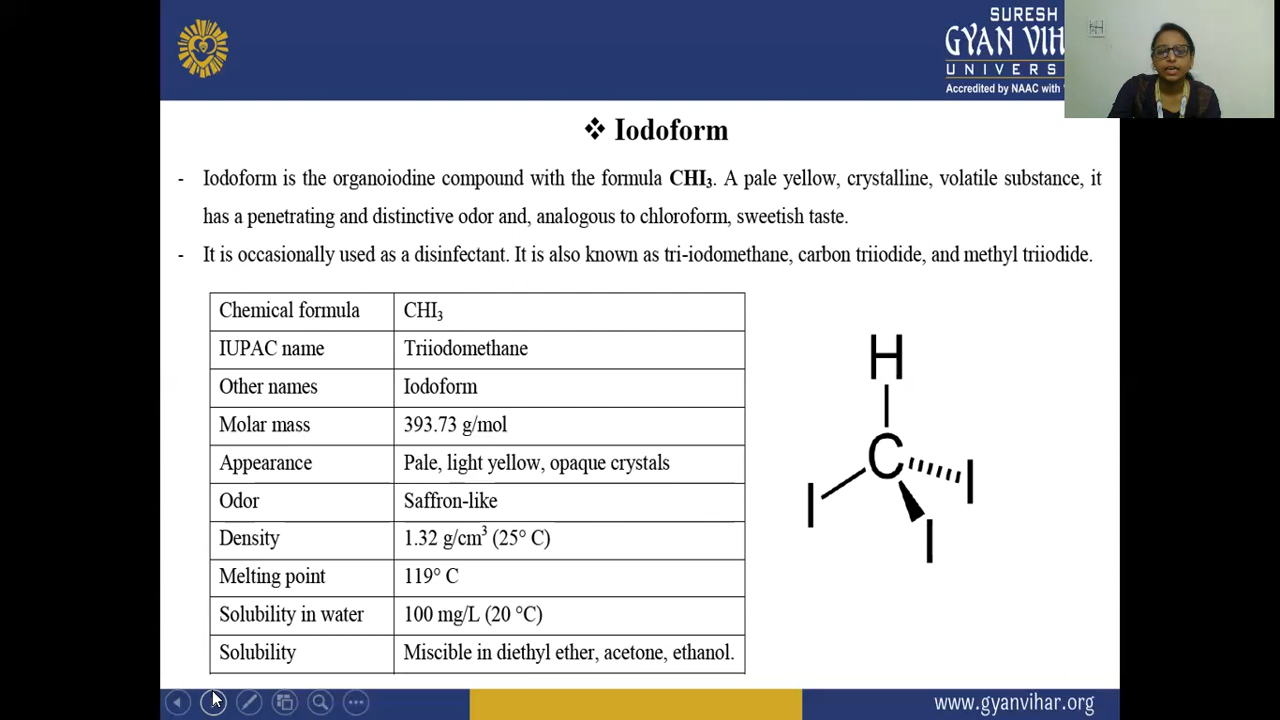 SURESH
GYAN VIH
UNIVERS
Accredited by NAAC with
❖ Iodoform
- Iodoform is the organoiodine compound with the formula CHI₃. A pale yellow, crystalline, volatile substance, it
has a penetrating and distinctive odor and, analogous to chloroform, sweetish taste.
- It is occasionally used as a disinfectant. It is also known as tri-iodomethane, carbon triiodide, and methyl triiodide.
Chemical formula CHI₃
IUPAC name Triiodomethane
Other names Iodoform
Molar mass 393.73 g/mol
Appearance Pale, light yellow, opaque crystals
Odor Saffron-like
Density 1.32 g/cm³ (25° C)
Melting point 119° C
Solubility in water 100 mg/L (20 °C)
Solubility Miscible in diethyl ether, acetone, ethanol.
H
C
I
I
I
www.gyanvihar.org